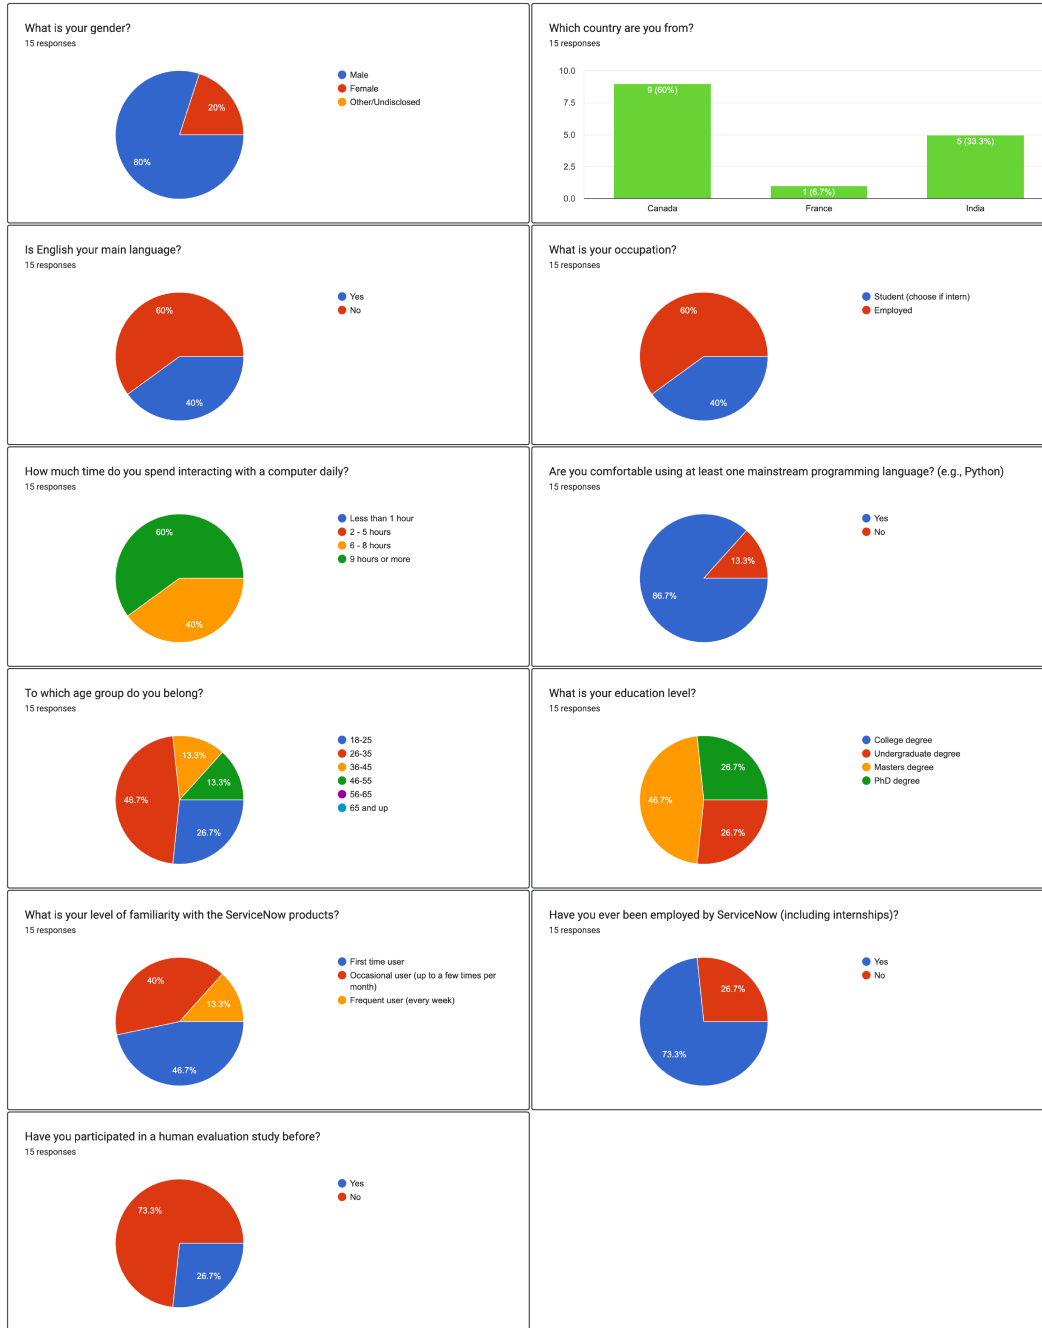 What is your gender?
15 responses
80%
20%
Male
Female
Other/Undisclosed
Which country are you from?
15 responses
10.0
7.5
5.0
2.5
0.0
9 (60%)
1 (6.7%)
5 (33.3%)
Canada
France
India
Is English your main language?
15 responses
60%
40%
Yes
No
What is your occupation?
15 responses
60%
40%
Student (choose if intern)
Employed
How much time do you spend interacting with a computer daily?
15 responses
60%
40%
Less than 1 hour
2 - 5 hours
6 - 8 hours
9 hours or more
Are you comfortable using at least one mainstream programming language? (e.g., Python)
15 responses
86.7%
13.3%
Yes
No
To which age group do you belong?
15 responses
13.3%
13.3%
46.7%
26.7%
18-25
26-35
36-45
46-55
56-65
65 and up
What is your education level?
15 responses
26.7%
46.7%
26.7%
College degree
Undergraduate degree
Masters degree
PhD degree
What is your level of familiarity with the ServiceNow products?
15 responses
40%
13.3%
46.7%
First time user
Occasional user (up to a few times per
month)
Frequent user (every week)
Have you ever been employed by ServiceNow (including internships)?
15 responses
26.7%
73.3%
Yes
No
Have you participated in a human evaluation study before?
15 responses
73.3%
26.7%
Yes
No